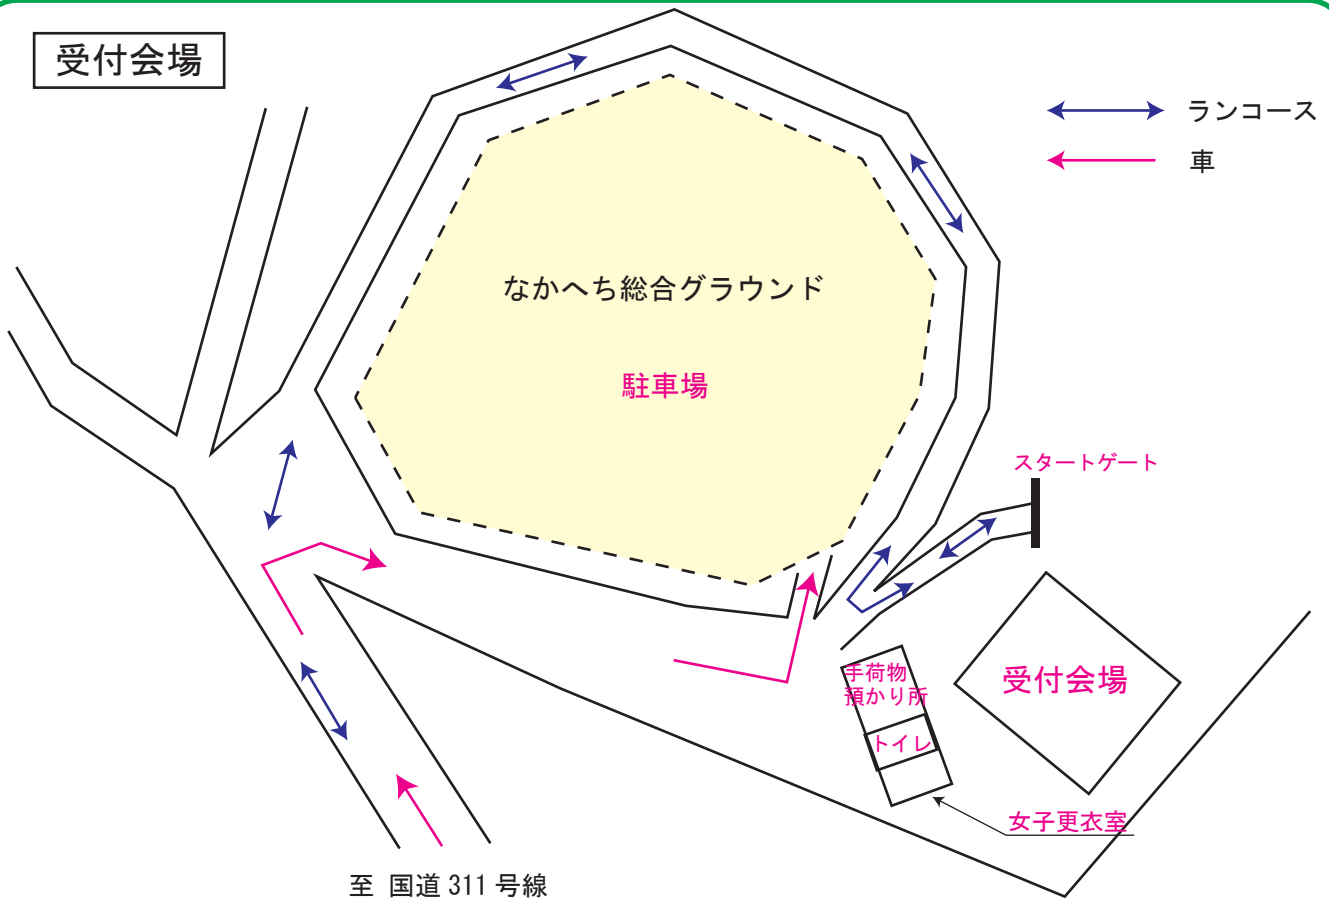 受付会場
ランコース
車
なかへち総合グラウンド
駐車場
スタートゲート
手荷物
預かり所
トイレ
受付会場
女子更衣室
至 国道 311 号線